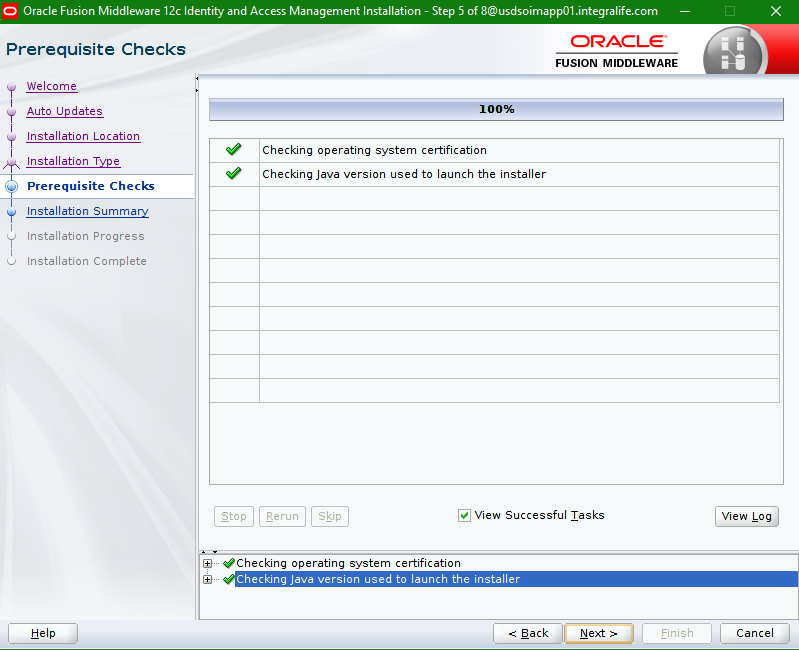 Oracle Fusion Middleware 12c Identity and Access Management Installation - Step 5 of 8@usdsoimapp01.integralife.com
Prerequisite Checks
ORACLE®
FUSION MIDDLEWARE
Welcome
Auto Updates
Installation Location
Installation Type
Prerequisite Checks
Installation Summary
Installation Progress
Installation Complete
100%
Checking operating system certification
Checking Java version used to launch the installer
Stop
Rerun
Skip
View Successful Tasks
View Log
Checking operating system certification
Checking Java version used to launch the installer
Help
< Back
Next >
Finish
Cancel